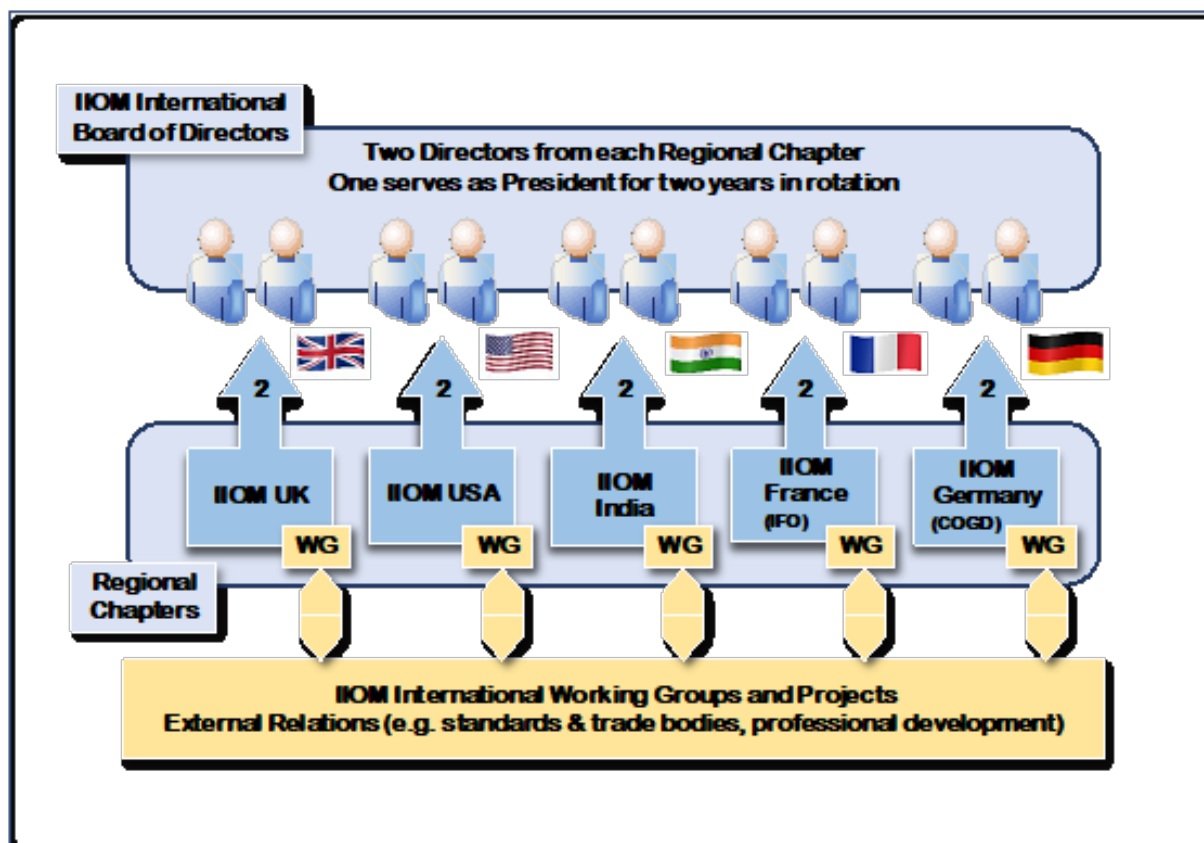 IIOM International
Board of Directors
Two Directors from each Regional Chapter
One serves as President for two years in rotation
2
2
2
2
2
IIOM UK
IIOM USA
IIOM
India
IIOM
France
(IFO)
IIOM
Germany
(COGD)
WG
WG
WG
WG
WG
Regional
Chapters
IIOM International Working Groups and Projects
External Relations (e.g. standards & trade bodies, professional development)